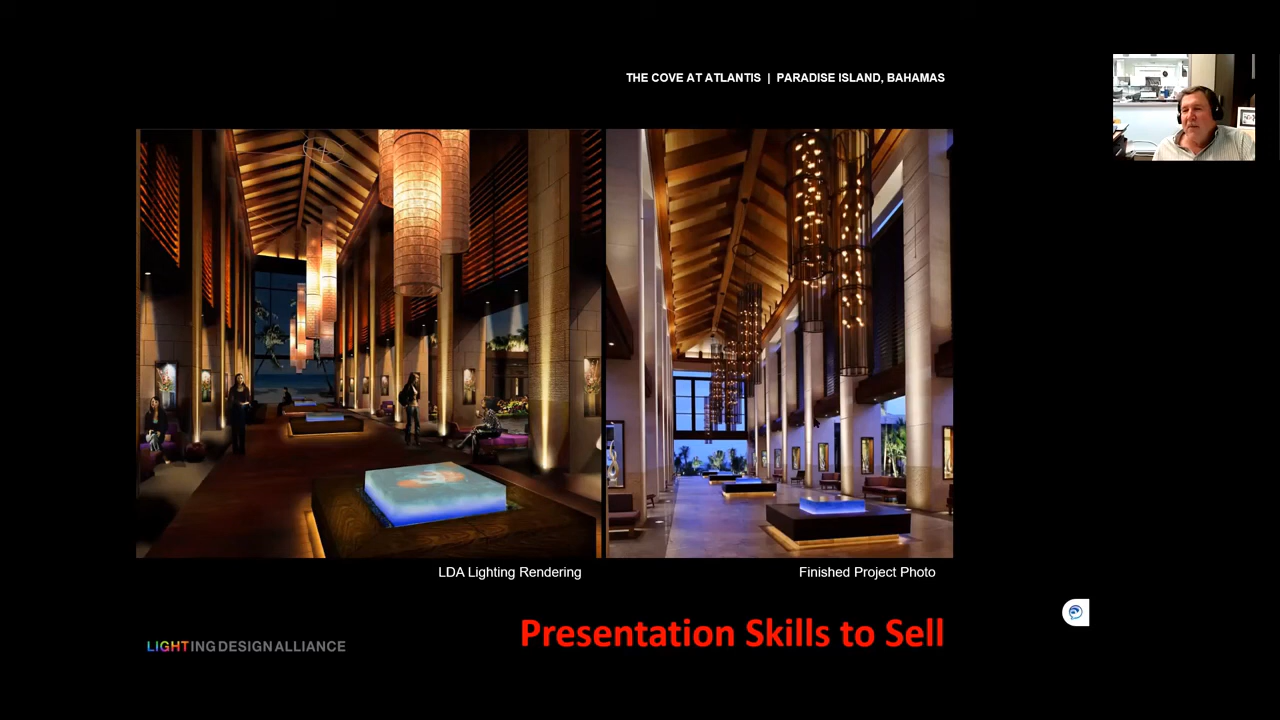 THE COVE AT ATLANTIS | PARADISE ISLAND, BAHAMAS
LDA Lighting Rendering
Finished Project Photo
Presentation Skills to Sell
LIGHTING DESIGN ALLIANCE